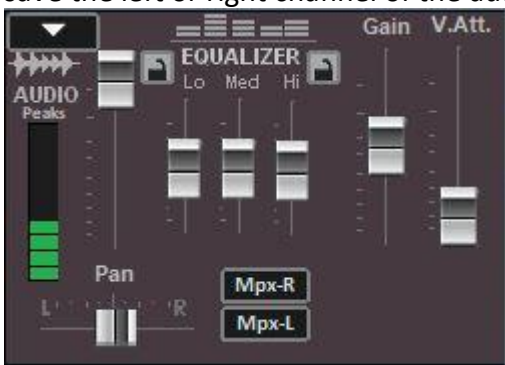 Gain V.Att.
EQUALIZER
Lo Med Hi
AUDIO
Peaks
Pan
L R
Mpx-R
Mpx-L